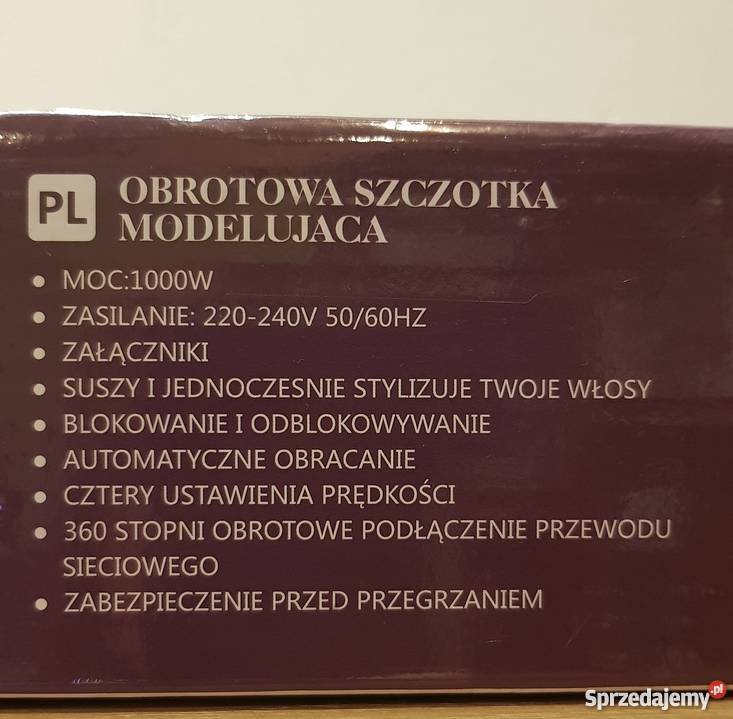 PL
OBROTOWA SZCZOTKA
MODELUJACA
• MOC:1000W
• ZASILANIE: 220-240V 50/60HZ
• ZAŁĄCZNIKI
• SUSZY I JEDNOCZESNIE STYLIZUJE TWOJE WŁOSY
• BLOKOWANIE I ODBLOKOWYWANIE
• AUTOMATYCZNE OBRACANIE
• CZTERY USTAWIENIA PRĘDKOŚCI
• 360 STOPNI OBROTOWE PODŁĄCZENIE PRZEWODU
SIECIOWEGO
• ZABEZPIECZENIE PRZED PRZEGRZANIEM
Sprzedajemy.pl